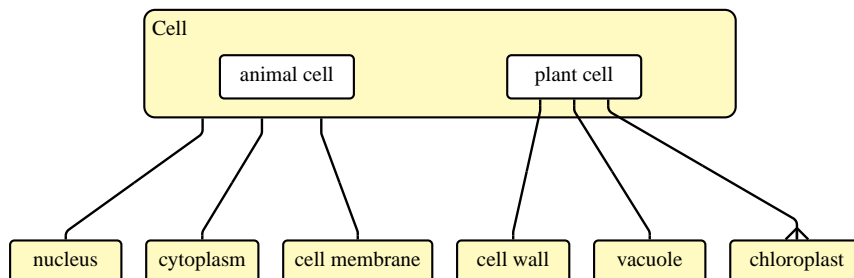 Cell
animal cell
plant cell
nucleus
cytoplasm
cell membrane
cell wall
vacuole
chloroplast